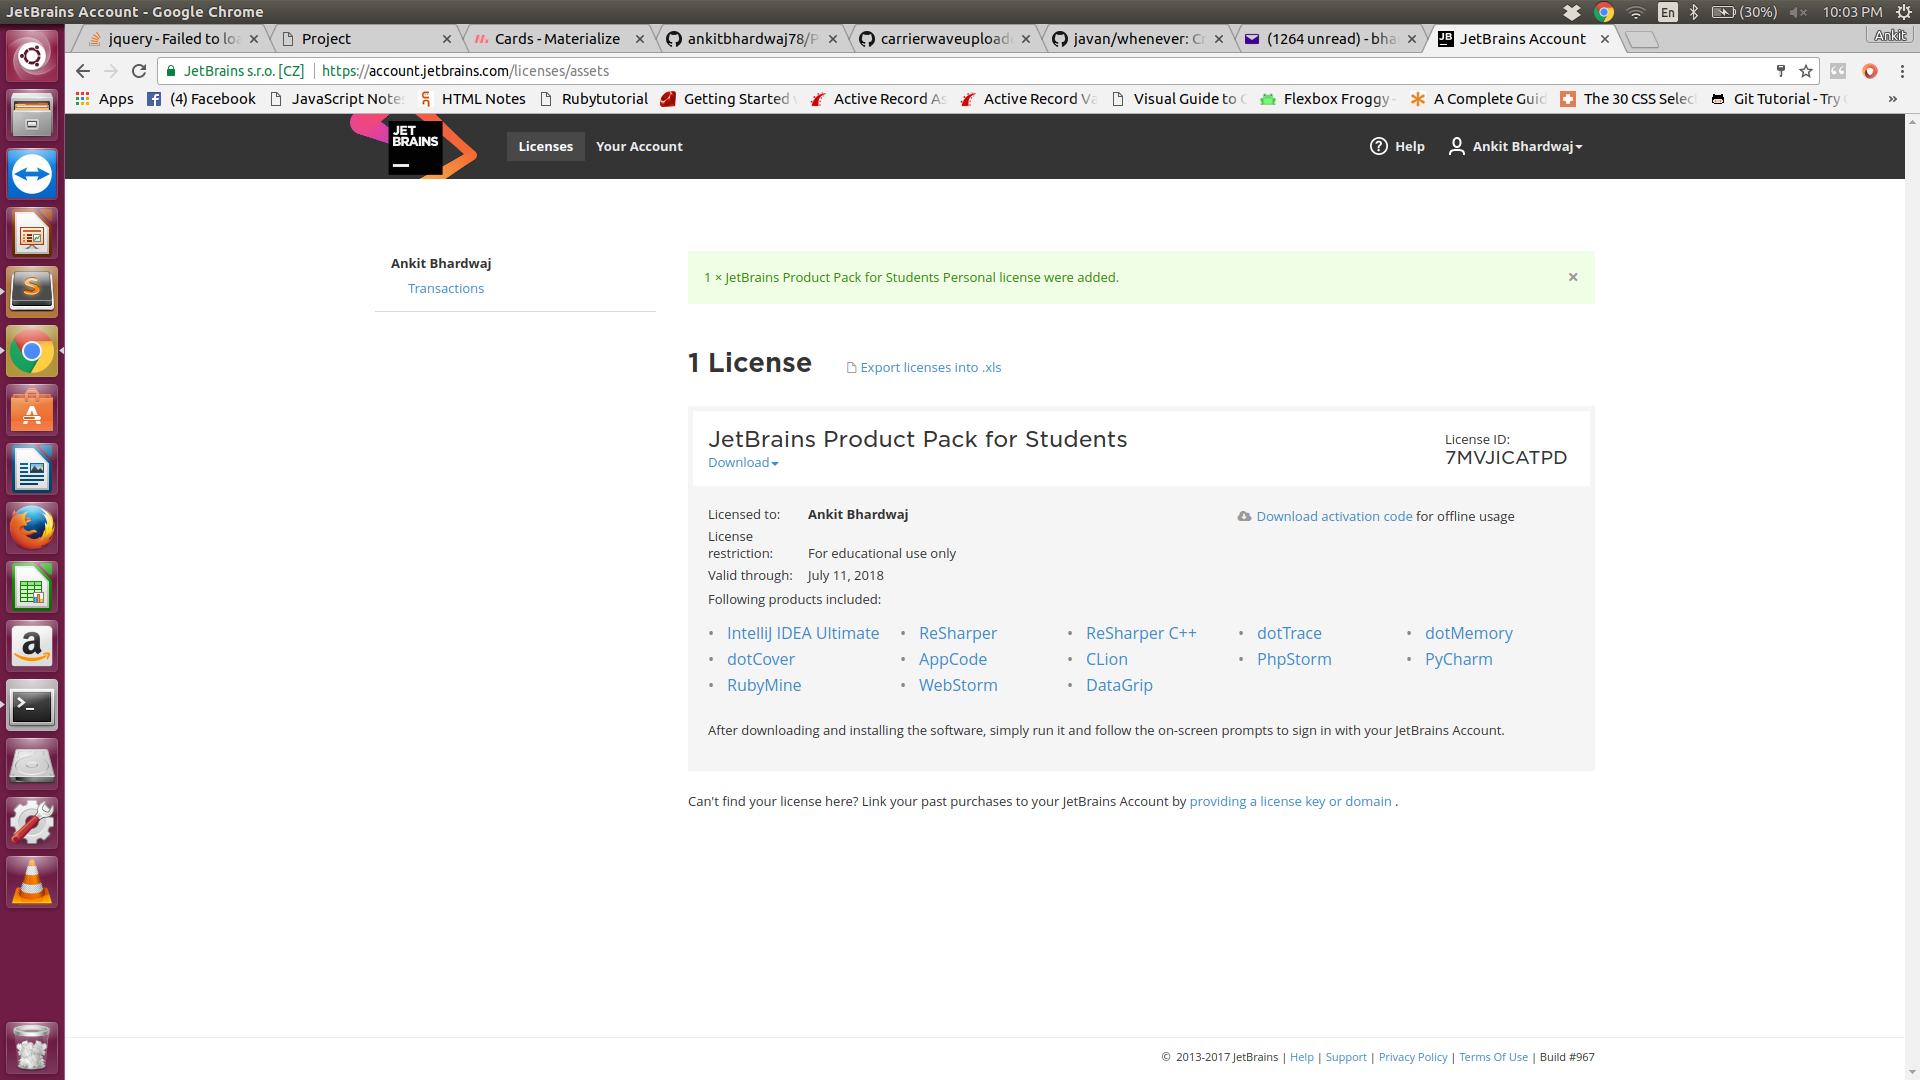 JetBrains Account - Google Chrome
En (30%) 10:03 PM
jquery - Failed to loa
Project
Cards - Materialize
ankitbhardwaj78/P
carrierwaveupload
javan/whenever: Cr
(1264 unread) - bha
JetBrains Account
Ankit
JetBrains s.r.o. [CZ] https://account.jetbrains.com/licenses/assets
Apps
(4) Facebook
JavaScript Notes
HTML Notes
Rubytutorial
Getting Started
Active Record As
Active Record Va
Visual Guide to
Flexbox Froggy
A Complete Guid
The 30 CSS Selec
Git Tutorial - Try
»
JET
BRAINS
Licenses
Your Account
Help
Ankit Bhardwaj
Ankit Bhardwaj
Transactions
1 × JetBrains Product Pack for Students Personal license were added.
×
1 License
Export licenses into .xls
JetBrains Product Pack for Students
Download
License ID:
7MVJICATPD
Licensed to: Ankit Bhardwaj
Download activation code for offline usage
License
restriction: For educational use only
Valid through: July 11, 2018
Following products included:
• IntelliJ IDEA Ultimate • ReSharper • ReSharper C++ • dotTrace • dotMemory
• dotCover • AppCode • CLion • PhpStorm • PyCharm
• RubyMine • WebStorm • DataGrip
After downloading and installing the software, simply run it and follow the on-screen prompts to sign in with your JetBrains Account.
Can't find your license here? Link your past purchases to your JetBrains Account by providing a license key or domain .
© 2013-2017 JetBrains | Help | Support | Privacy Policy | Terms Of Use | Build #967